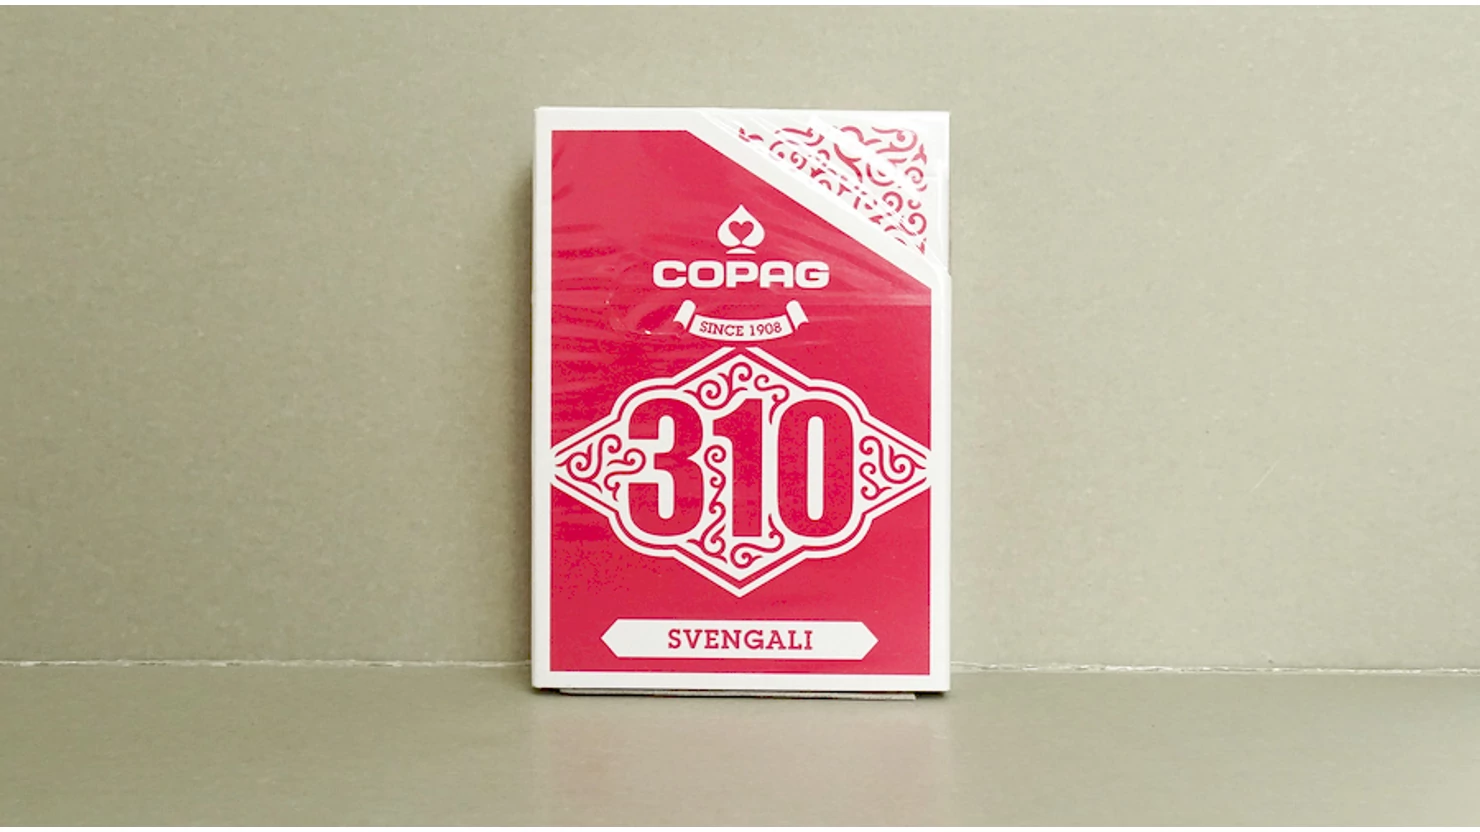 COPAG
SINCE 1908
310
SVENGALI